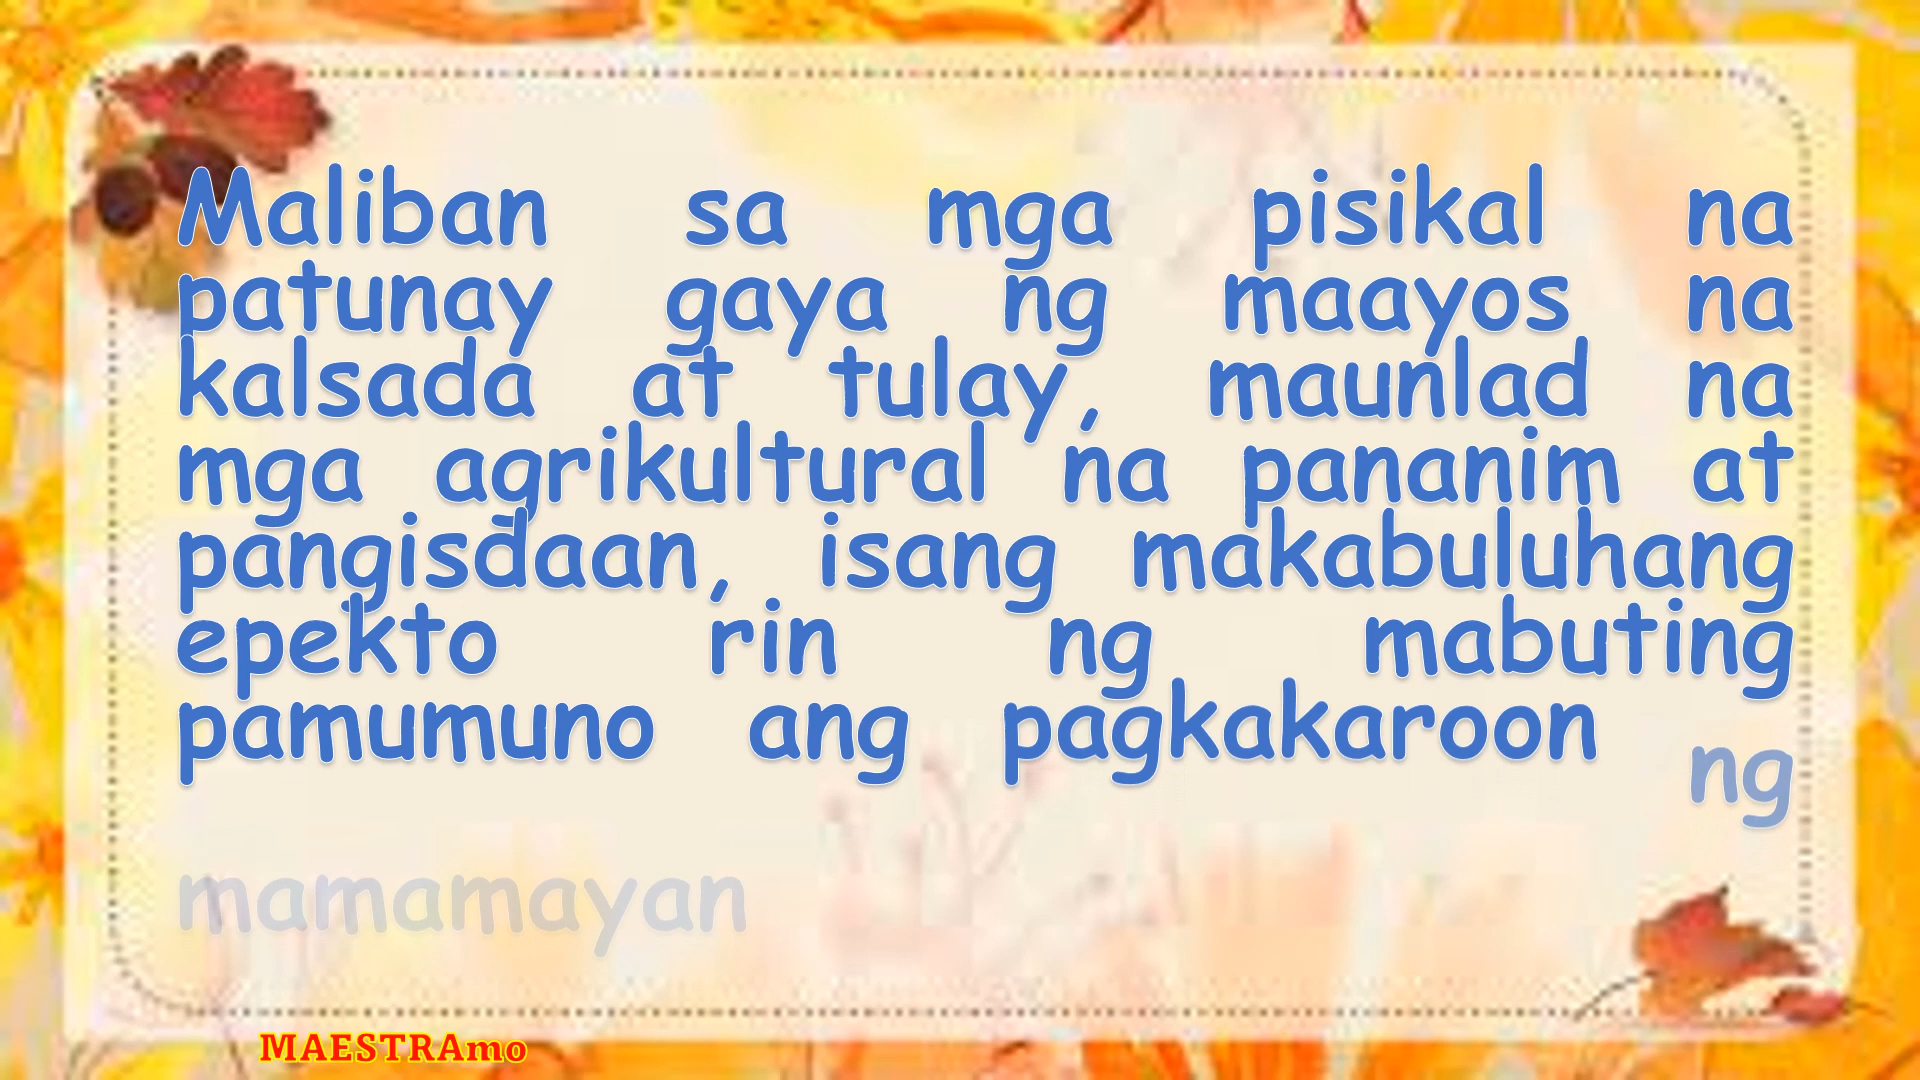 Maliban sa mga pisikal na
patunay gaya ng maayos na
kalsada at tulay, maunlad na
mga agrikultural na pananim at
pangisdaan, isang makabuluhang
epekto rin ng mabuting
pamumuno ang pagkakaroon ng
mamamayan
MAESTRAmo